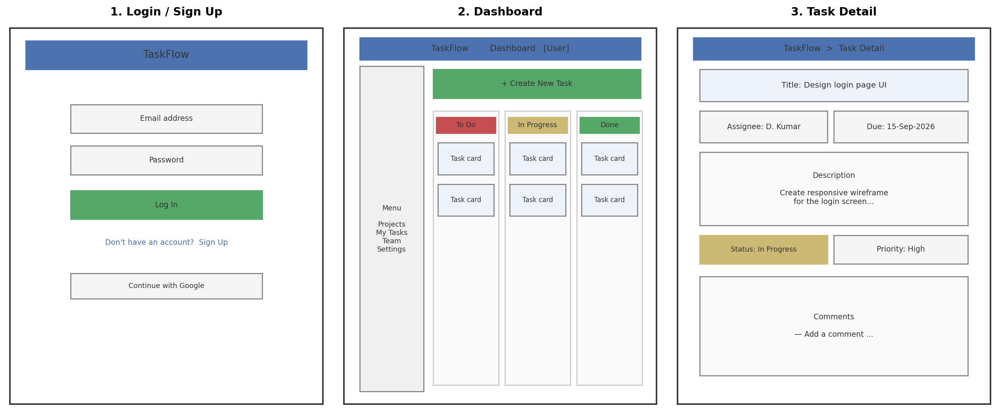 1. Login / Sign Up
TaskFlow
Email address
Password
Log In
Don't have an account?  Sign Up
Continue with Google
2. Dashboard
TaskFlow        Dashboard   [User]
Menu
Projects
My Tasks
Team
Settings
+ Create New Task
To Do
Task card
Task card
In Progress
Task card
Task card
Done
Task card
Task card
3. Task Detail
TaskFlow  >  Task Detail
Title: Design login page UI
Assignee: D. Kumar
Due: 15-Sep-2026
Description
Create responsive wireframe
for the login screen...
Status: In Progress
Priority: High
Comments
— Add a comment ...